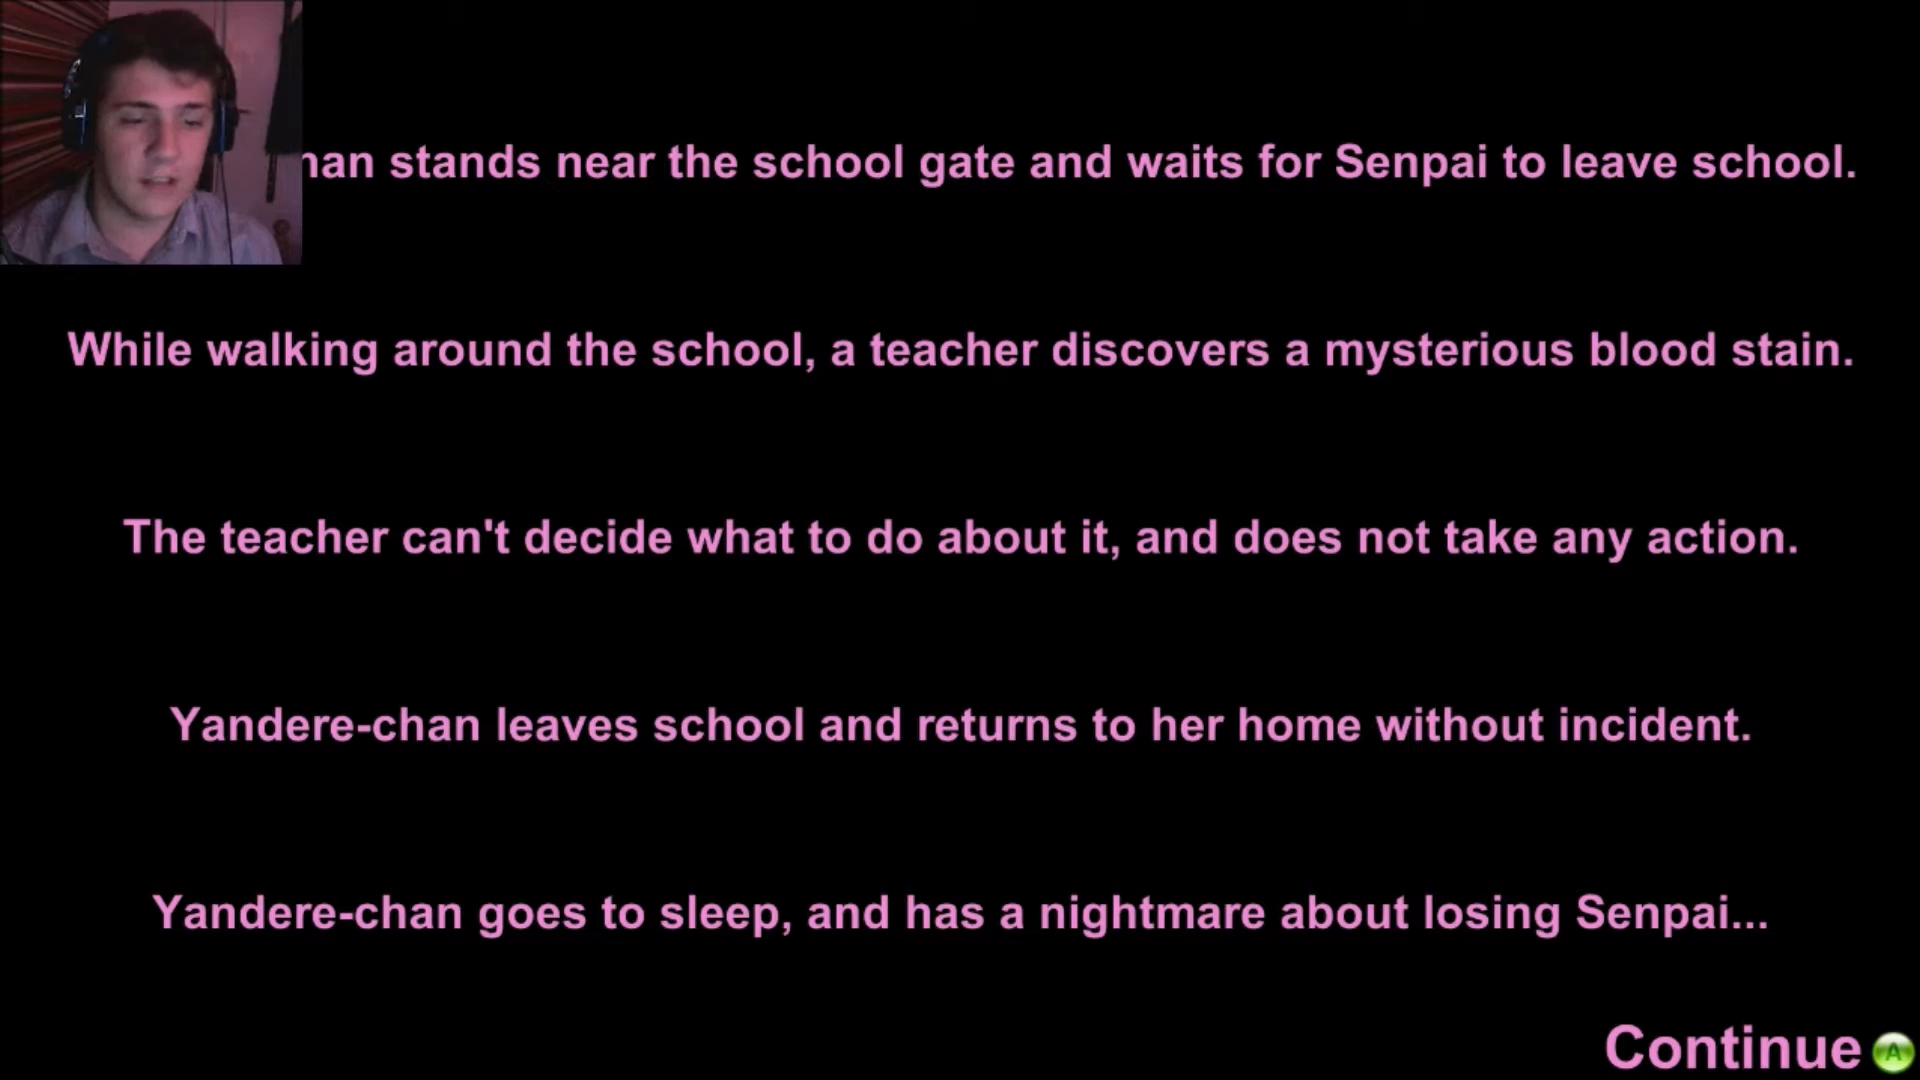 stands near the school gate and waits for Senpai to leave school.
While walking around the school, a teacher discovers a mysterious blood stain.
The teacher can't decide what to do about it, and does not take any action.
Yandere-chan leaves school and returns to her home without incident.
Yandere-chan goes to sleep, and has a nightmare about losing Senpai...
Continue A